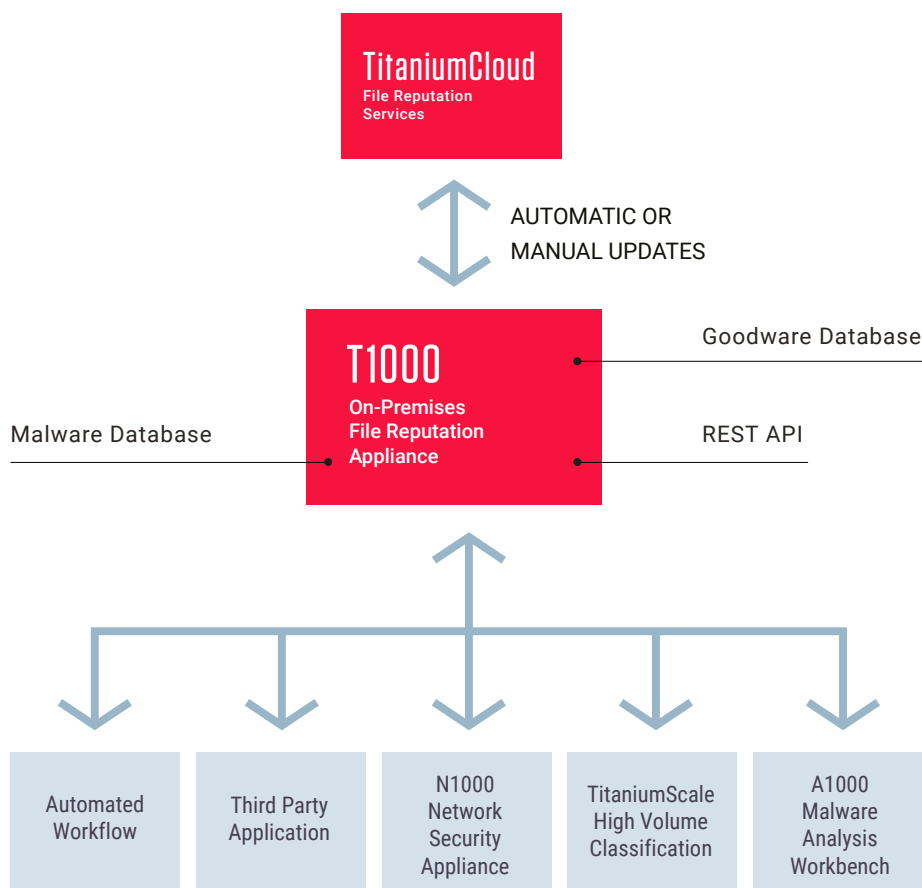 TitaniumCloud
File Reputation
Services
AUTOMATIC OR
MANUAL UPDATES
T1000
On-Premises
File Reputation
Appliance
Goodware Database
Malware Database
REST API
Automated
Workflow
Third Party
Application
N1000
Network
Security
Appliance
TitaniumScale
High Volume
Classification
A1000
Malware
Analysis
Workbench